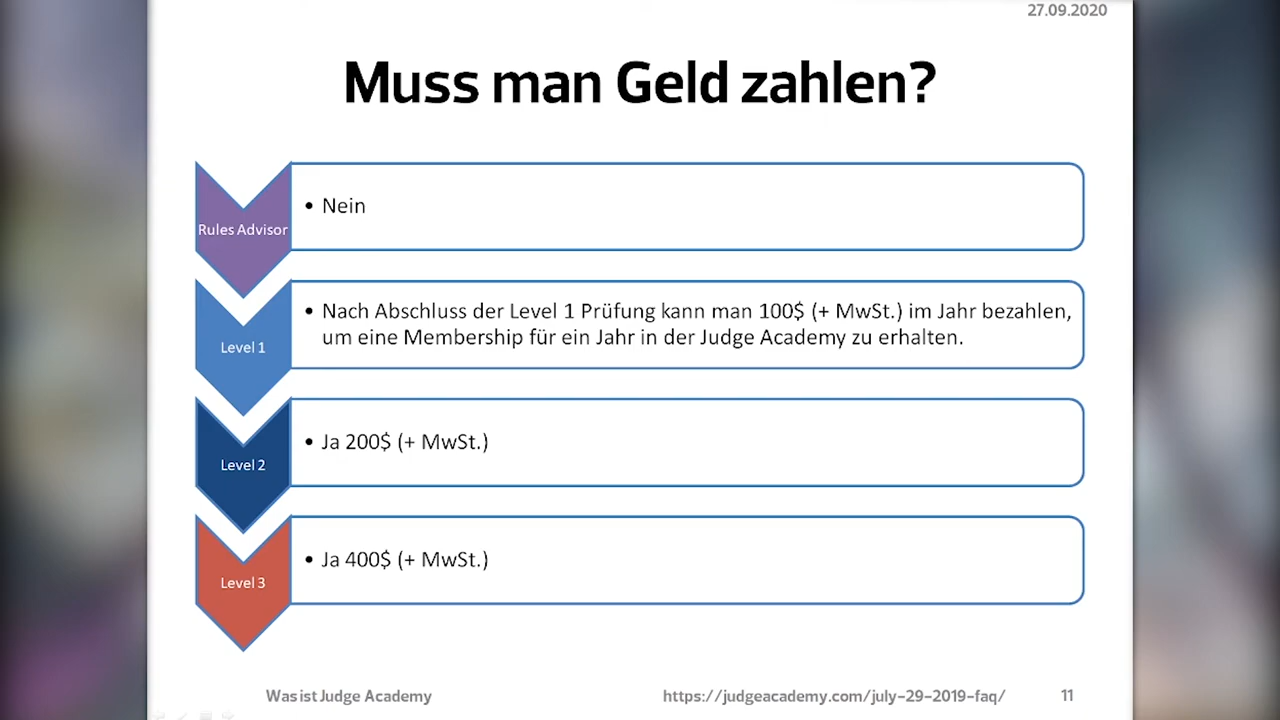 27.09.2020
Muss man Geld zahlen?
Rules Advisor
• Nein
Level 1
• Nach Abschluss der Level 1 Prüfung kann man 100$ (+ MwSt.) im Jahr bezahlen,
um eine Membership für ein Jahr in der Judge Academy zu erhalten.
Level 2
• Ja 200$ (+ MwSt.)
Level 3
• Ja 400$ (+ MwSt.)
Was ist Judge Academy
https://judgeacademy.com/july-29-2019-faq/
11